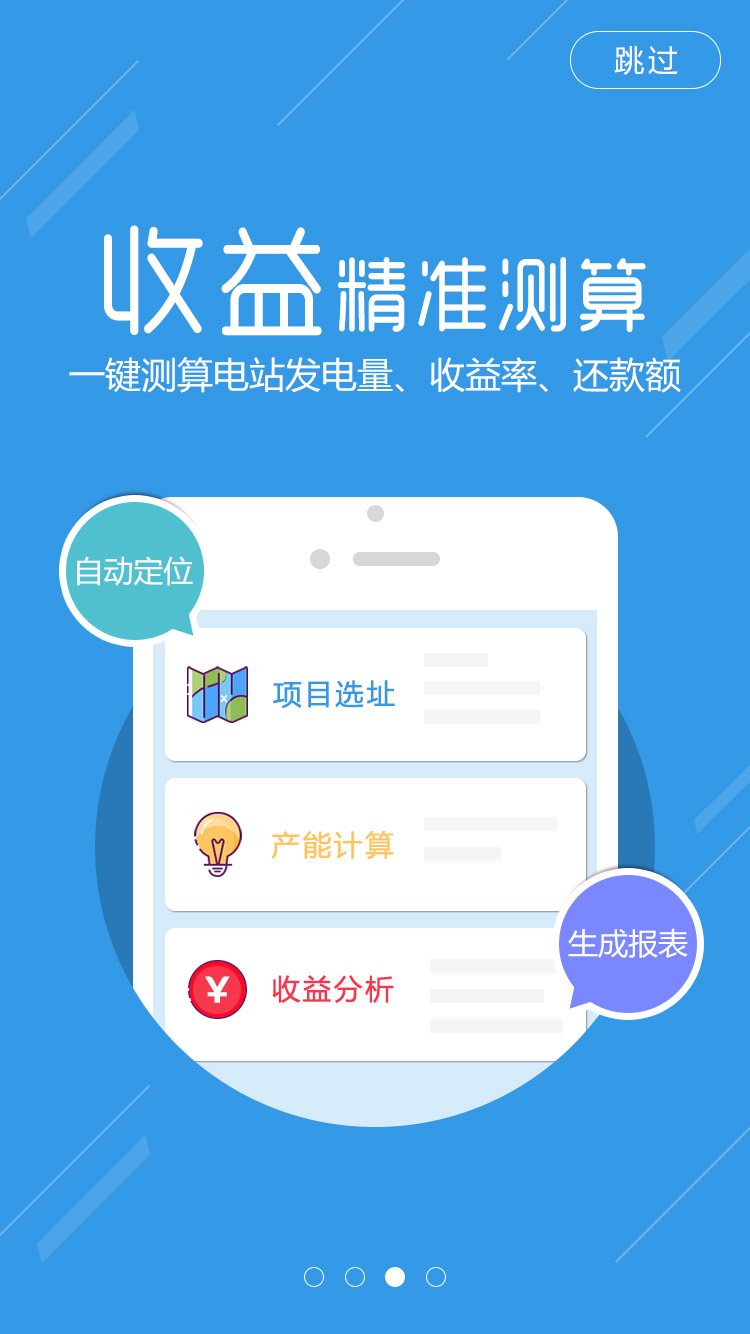 跳过
收益精准测算
一键测算电站发电量、收益率、还款额
自动定位
项目选址
产能计算
生成报表
¥
收益分析